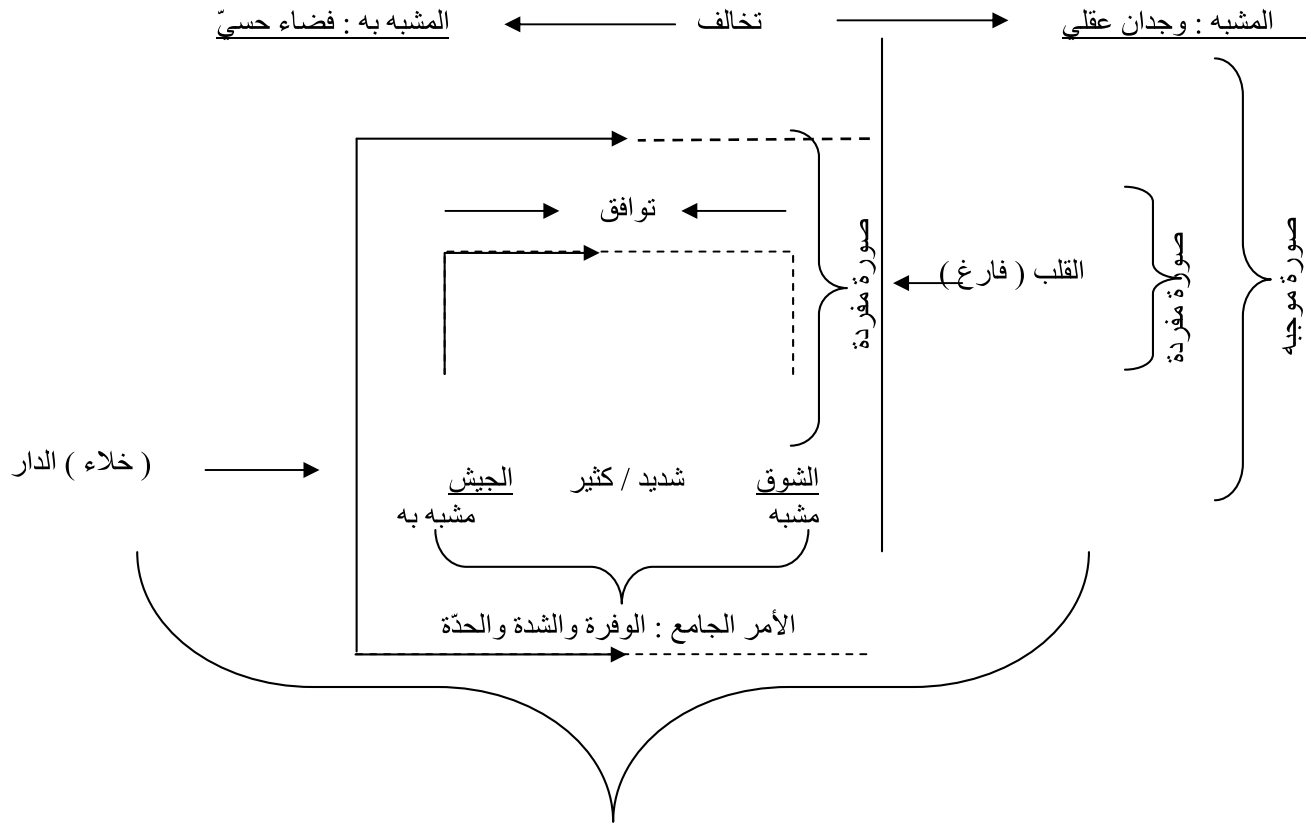 المشبه : وجدان عقلي
تخالف
المشبه به : فضاء حسيّ
توافق
صورة مفردة
القلب ( فارغ )
صورة مفردة
صورة موجبه
( خلاء ) الدار
الشوق
شديد / كثير
الجيش
مشبه
مشبه به
الأمر الجامع : الوفرة والشدة والحدّة